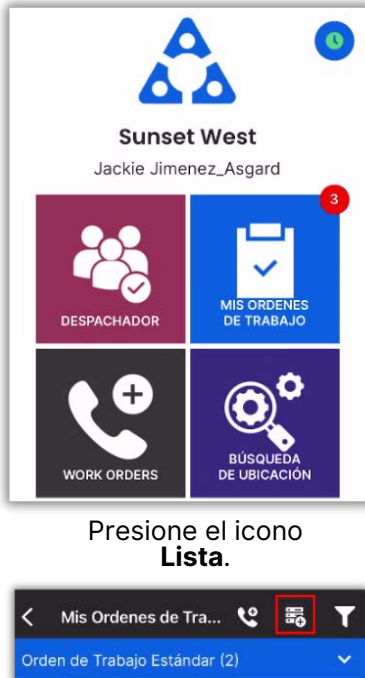 Sunset West
Jackie Jimenez_Asgard
3
DESPACHADOR
MIS ORDENES
DE TRABAJO
WORK ORDERS
BÚSQUEDA
DE UBICACIÓN
Presione el icono
Lista.
Mis Ordenes de Tra...
Orden de Trabajo Estándar (2)